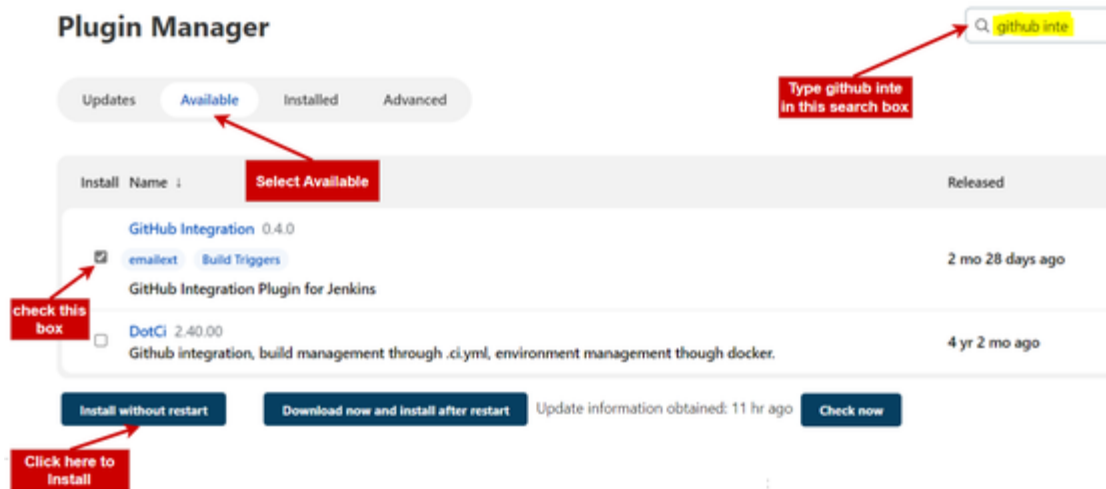 Plugin Manager
github inte
Type github inte
in this search box
Updates Available Installed Advanced
Select Available
Install Name ↓ Released
GitHub Integration 0.4.0
emailext Build Triggers
GitHub Integration Plugin for Jenkins
2 mo 28 days ago
check this
box
DotCi 2.40.00
Github integration, build management through .ci.yml, environment management though docker.
4 yr 2 mo ago
Install without restart Download now and install after restart Update information obtained: 11 hr ago Check now
Click here to
Install